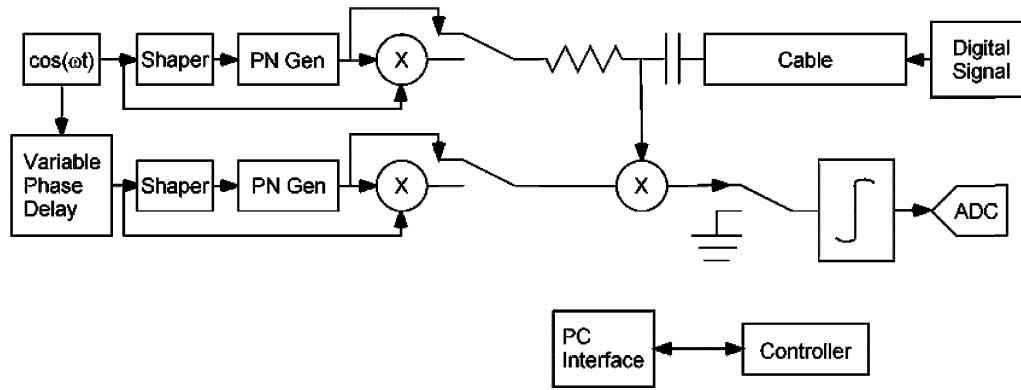 cos(ωt)
Shaper
PN Gen
X
Cable
Digital
Signal
Variable
Phase
Delay
Shaper
PN Gen
X
X
ADC
PC
Interface
Controller